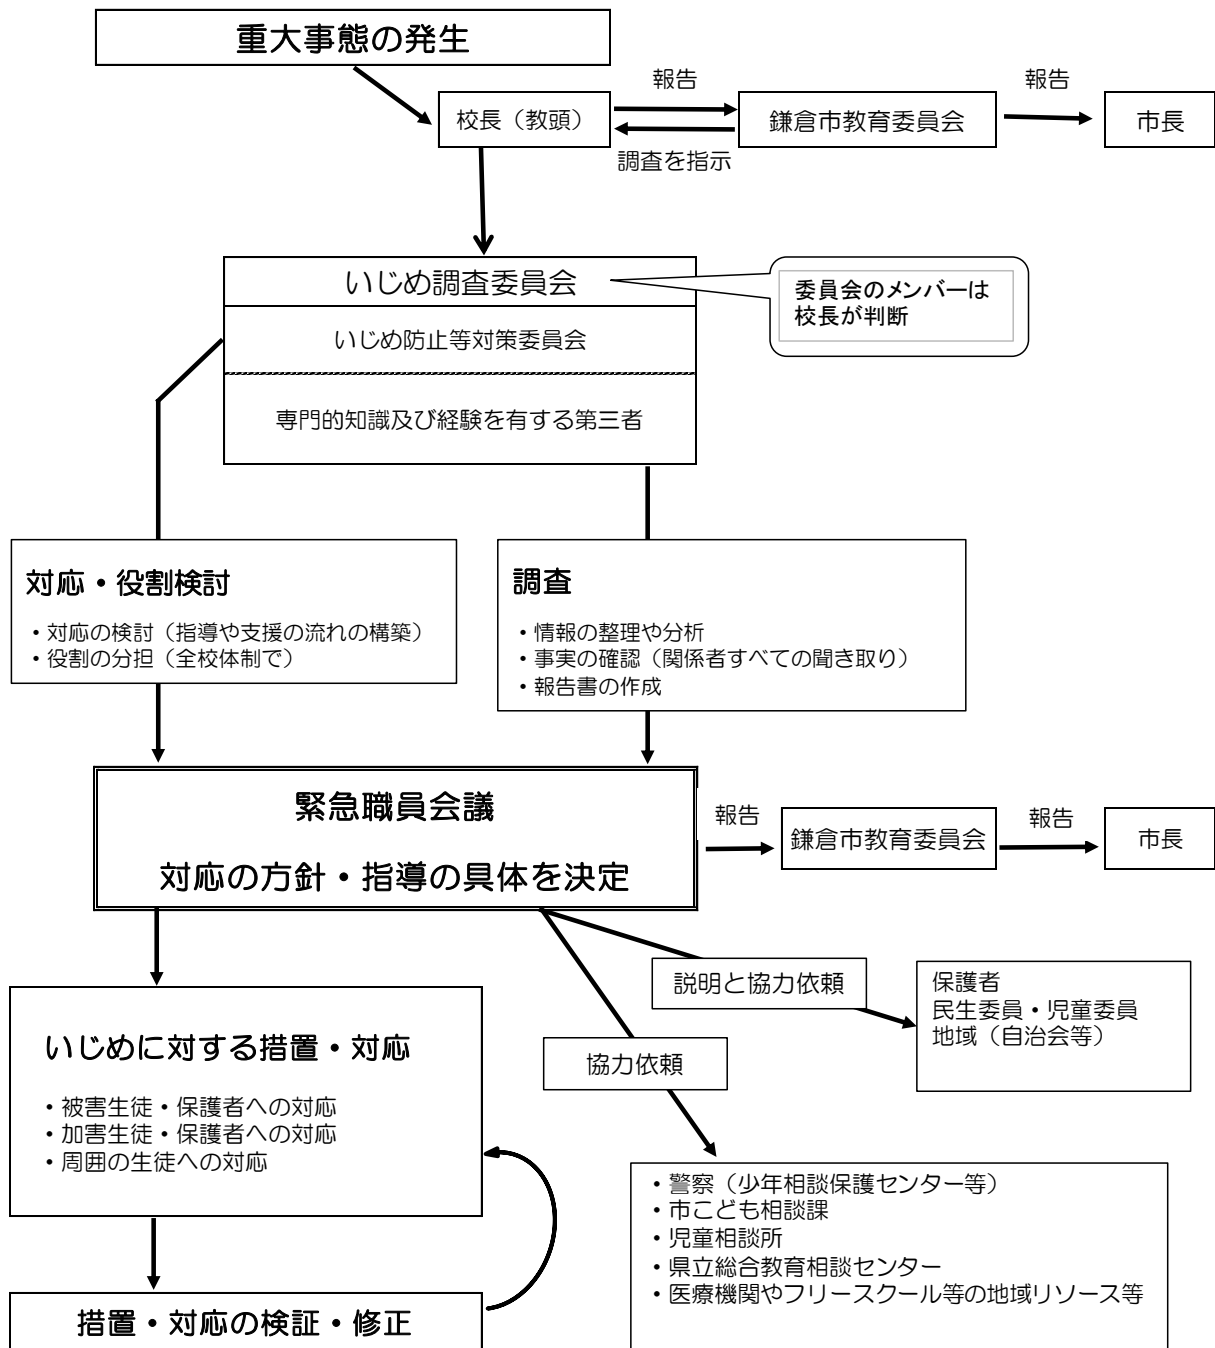 重大事態の発生
報告
報告
校長（教頭）
鎌倉市教育委員会
市長
調査を指示
いじめ調査委員会
委員会のメンバーは
校長が判断
いじめ防止等対策委員会
専門的知識及び経験を有する第三者
対応・役割検討
・対応の検討（指導や支援の流れの構築）
・役割の分担（全校体制で）
調査
・情報の整理や分析
・事実の確認（関係者すべての聞き取り）
・報告書の作成
緊急職員会議
対応の方針・指導の具体を決定
報告
鎌倉市教育委員会
報告
市長
説明と協力依頼
保護者
民生委員・児童委員
地域（自治会等）
協力依頼
いじめに対する措置・対応
・被害生徒・保護者への対応
・加害生徒・保護者への対応
・周囲の生徒への対応
・警察（少年相談保護センター等）
・市こども相談課
・児童相談所
・県立総合教育相談センター
・医療機関やフリースクール等の地域リソース等
措置・対応の検証・修正